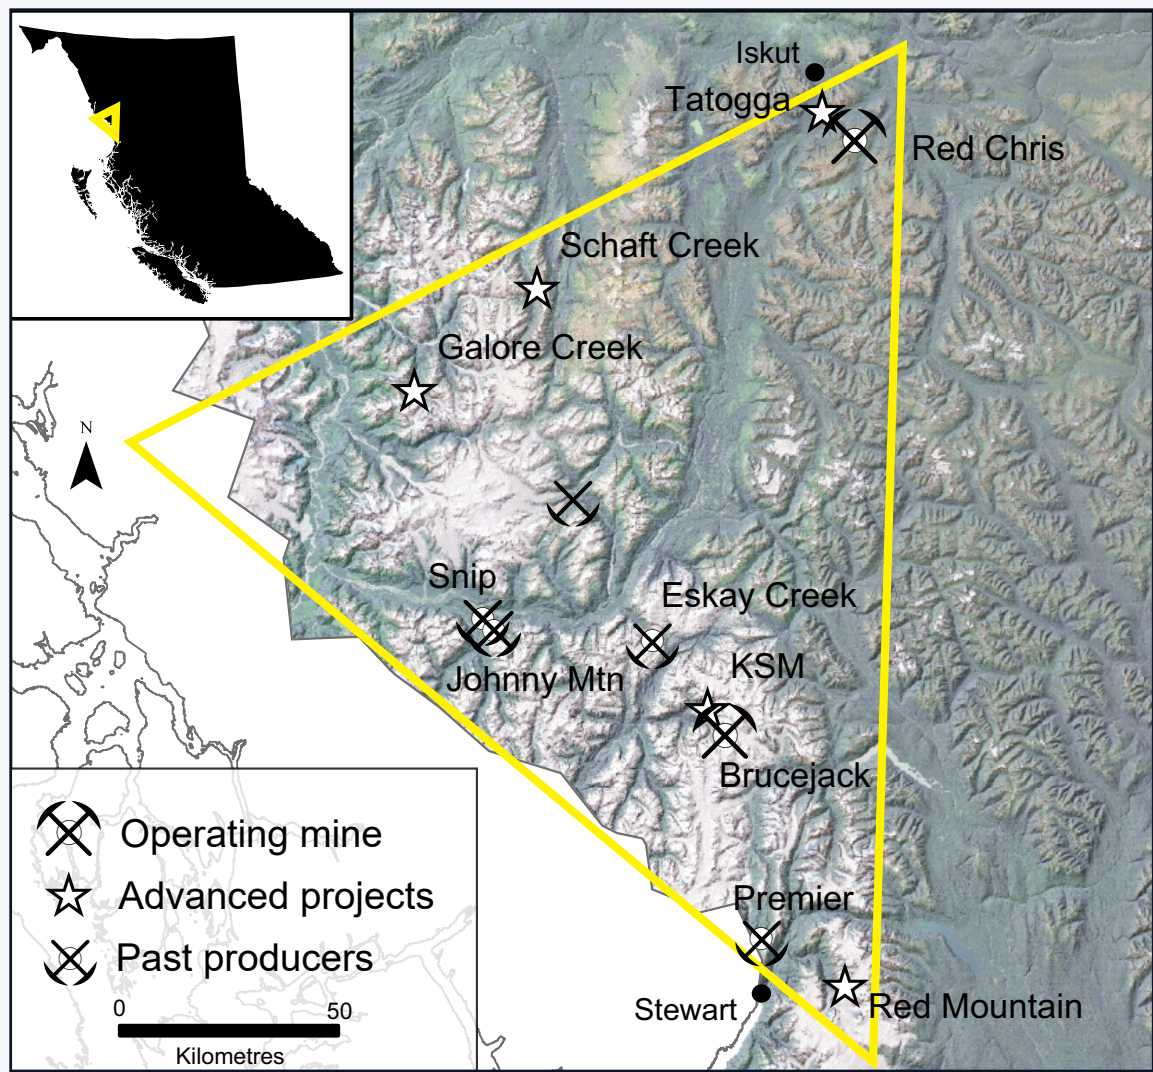 Iskut
Tatogga
Red Chris
Schaft Creek
Galore Creek
N
Snip
Eskay Creek
KSM
Johnny Mtn
Brucejack
Premier
Stewart
Red Mountain
Operating mine
Advanced projects
Past producers
0 50
Kilometres